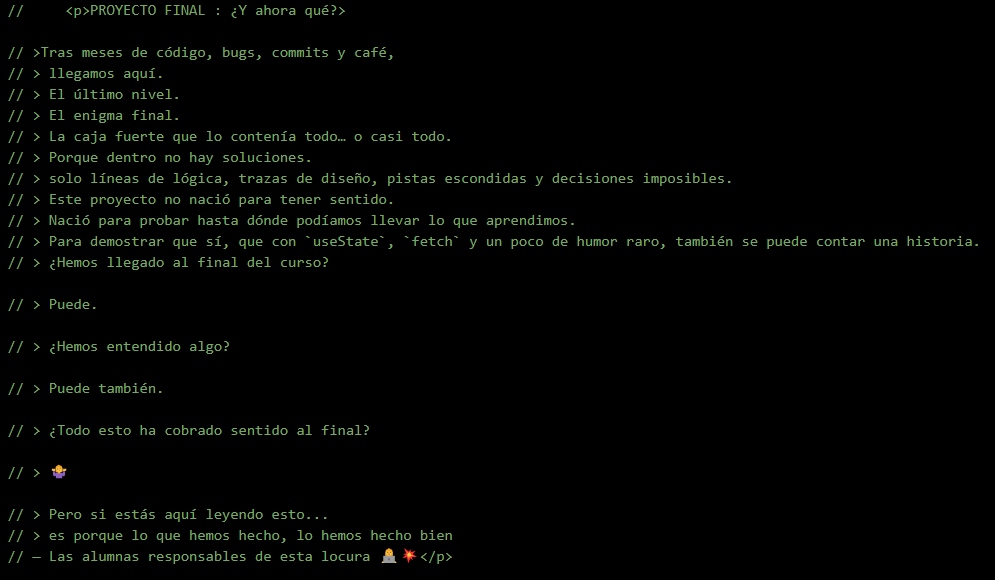 //     <p>PROYECTO FINAL : ¿Y ahora qué?>
// >Tras meses de código, bugs, commits y café,
// > llegamos aquí.
// > El último nivel.
// > El enigma final.
// > La caja fuerte que lo contenía todo… o casi todo.
// > Porque dentro no hay soluciones.
// > solo líneas de lógica, trazas de diseño, pistas escondidas y decisiones imposibles.
// > Este proyecto no nació para tener sentido.
// > Nació para probar hasta dónde podíamos llevar lo que aprendimos.
// > Para demostrar que sí, que con `useState`, `fetch` y un poco de humor raro, también se puede contar una historia.
// > ¿Hemos llegado al final del curso?
// > Puede.
// > ¿Hemos entendido algo?
// > Puede también.
// > ¿Todo esto ha cobrado sentido al final?
// > 🤷‍♀️
// > Pero si estás aquí leyendo esto...
// > es porque lo que hemos hecho, lo hemos hecho bien
// — Las alumnas responsables de esta locura 👩‍💻💥</p>